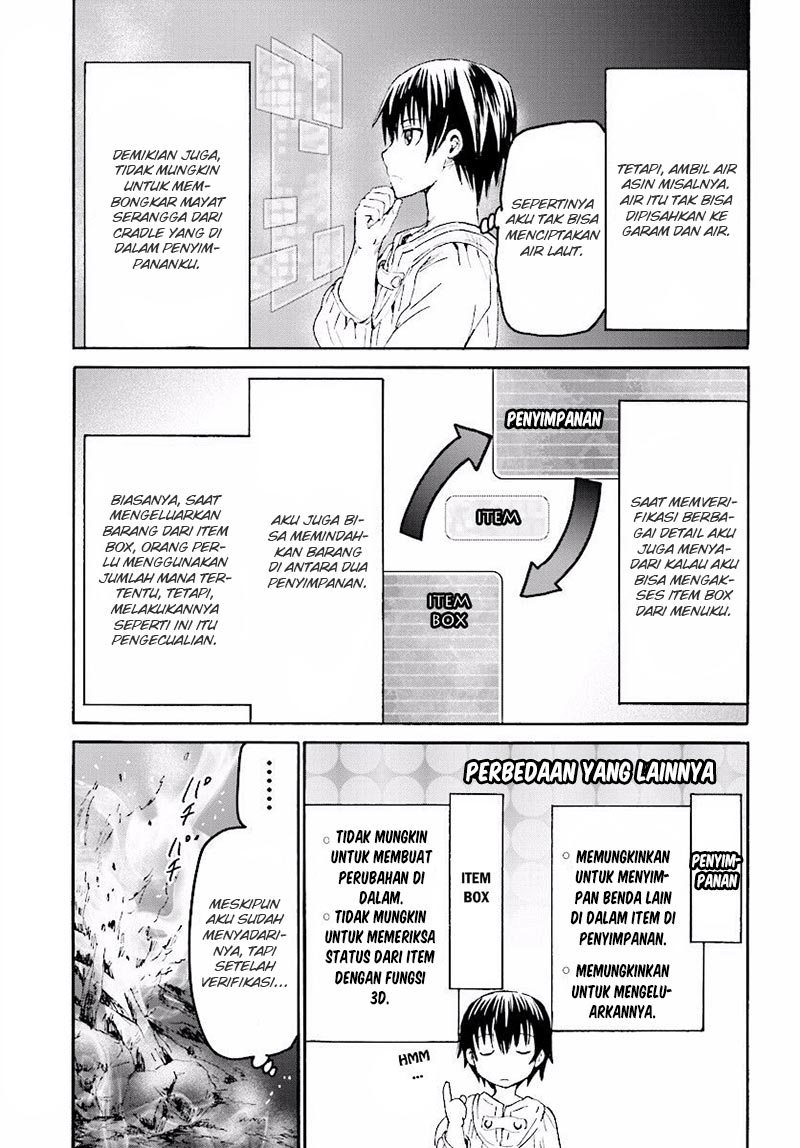 TETAPI, AMBIL AIR
ASIN MISALNYA.
AIR ITU TAK BISA
DIPISAHKAN KE
GARAM DAN AIR.
SEPERTINYA
AKU TAK BISA
MENCIPTAKAN
AIR LAUT.
DEMIKIAN JUGA,
TIDAK MUNGKIN
UNTUK MEM-
BONGKAR MAYAT
SERANGGA DARI
CRADLE YANG DI
DALAM PENYIM-
PANANKU.
SAAT MEMVERI-
FIKASI BERBA-
GAI DETAIL AKU
JUGA MENYA-
DARI KALAU AKU
BISA MENGAK-
SES ITEM BOX
DARI MENUKU.
PENYIMPANAN
ITEM
ITEM
BOX
AKU JUGA BI-
SA MEMINDAH-
KAN BARANG
DI ANTARA DUA
PENYIMPANAN.
BIASANYA, SAAT
MENGELUARKAN
BARANG DARI ITEM
BOX, ORANG PER-
LU MENGGUNAKAN
JUMLAH MANA TER-
TENTU, TETAPI,
MELAKUKANNYA
SEPERTI INI ITU
PENGECUALIAN.
PERBEDAAN YANG LAINNYA
PENYIM-
PANAN
○ MEMUNGKINKAN
UNTUK MENYIM-
PAN BENDA LAIN
DI DALAM ITEM DI
PENYIMPANAN.
○ MEMUNGKINKAN
UNTUK MENGELU-
ARKANNYA.
ITEM
BOX
○ TIDAK MUNGKIN
UNTUK MEMBUAT
PERUBAHAN DI
DALAM.
○ TIDAK MUNGKIN
UNTUK MEMERIKSA
STATUS DARI ITEM
DENGAN FUNGSI
3D.
HMM
...
......
MESKIPUN
AKU SUDAH
MENYADARI-
NYA, TAPI
SETELAH
VERIFIKASI...
パチ
パチ